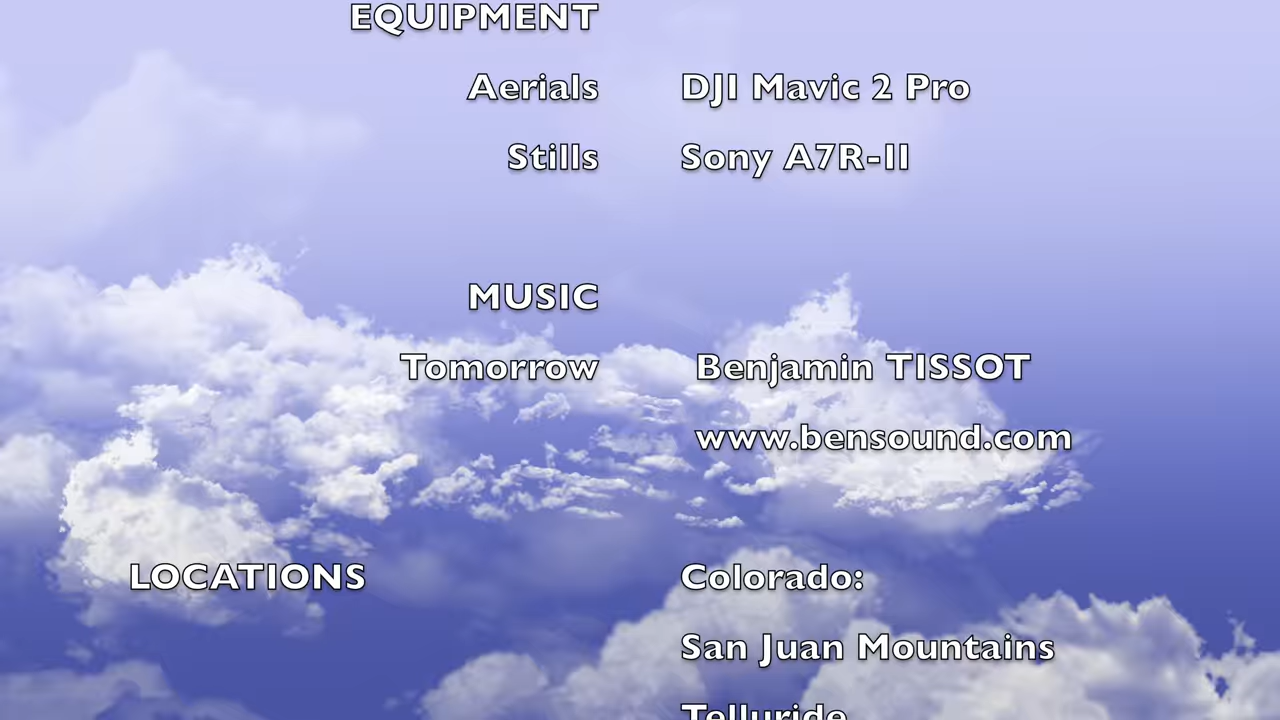 EQUIPMENT
Aerials DJI Mavic 2 Pro
Stills Sony A7R-II
MUSIC
Tomorrow Benjamin TISSOT
www.bensound.com
LOCATIONS Colorado:
San Juan Mountains
Telluride